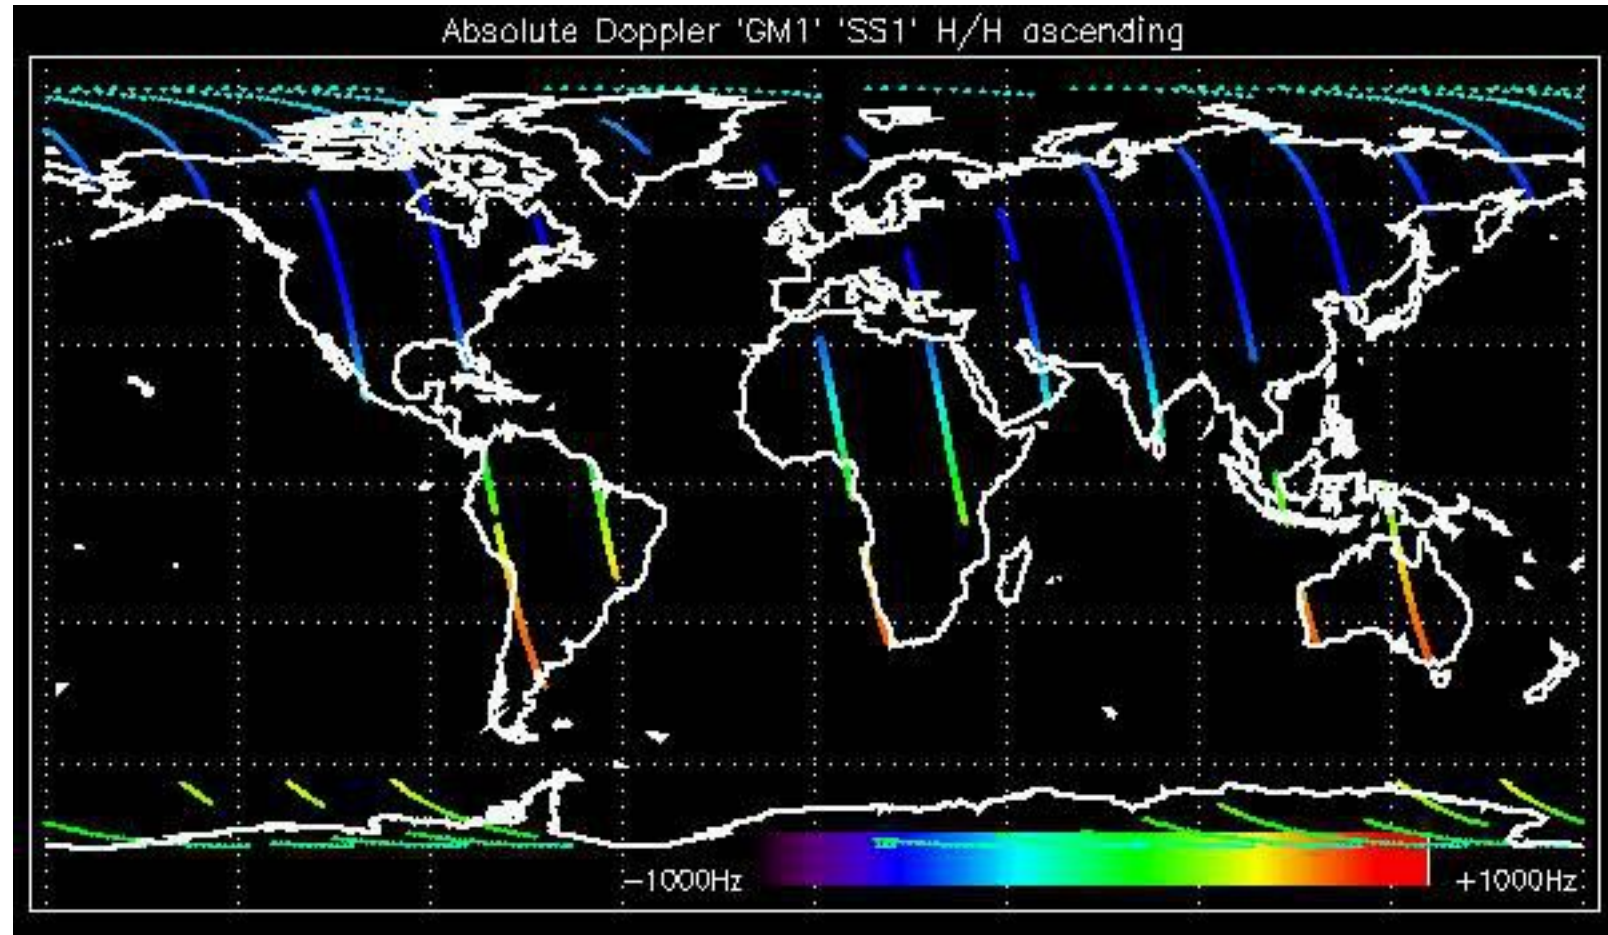 Absolute Doppler 'GM1' 'SS1' H/H ascending
−1000Hz
+1000Hz